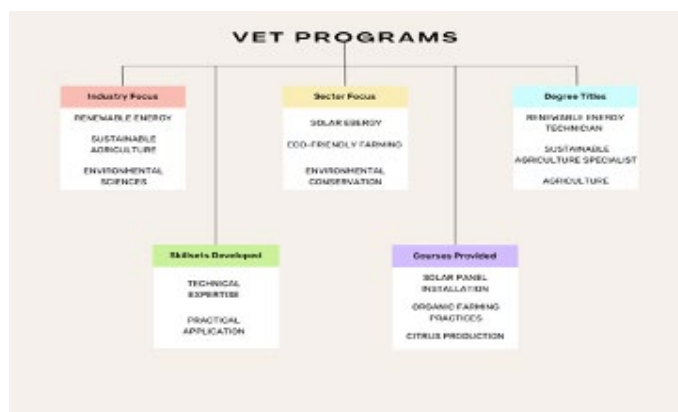 VET PROGRAMS
Industry Focus
RENEWABLE ENERGY
SUSTAINABLE
AGRICULTURE
ENVIRONMENTAL
SCIENCES
Sector Focus
SOLAR EBERGY
ECO-FRIENDLY FARMING
ENVIRONMENTAL
CONSERVATION
Degree Titles
RENEWABLE ENERGY
TECHNICIAN
SUSTAINABLE
AGRICULTURE SPECIALIST
AGRICULTURE
Skillsets Developed
TECHNICAL
EXPERTISE
PRACTICAL
APPLICATION
Courses Provided
SOLAR PANEL
INSTALLATION
ORGANIC FARMING
PRACTICES
CITRUS PRODUCTION